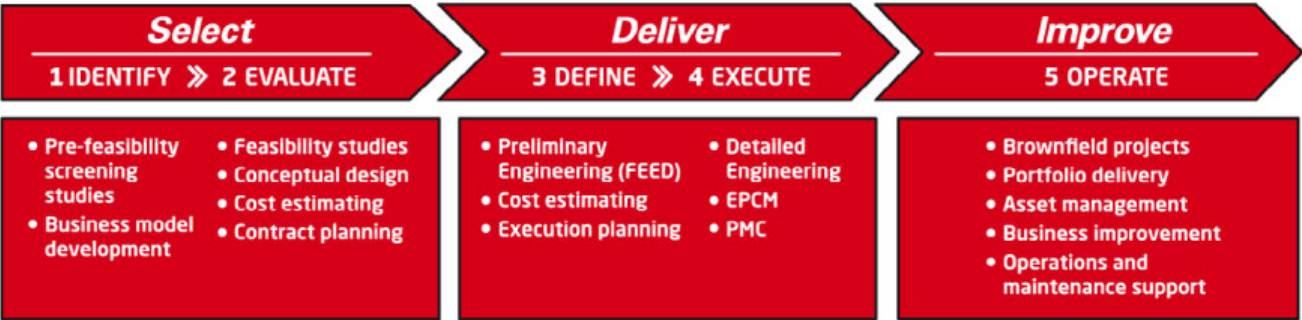 Select
1 IDENTIFY » 2 EVALUATE
Deliver
3 DEFINE » 4 EXECUTE
Improve
5 OPERATE
• Pre-feasibility
screening
studies
• Business model
development
• Feasibility studies
• Conceptual design
• Cost estimating
• Contract planning
• Preliminary
Engineering (FEED)
• Cost estimating
• Execution planning
• Detailed
Engineering
• EPCM
• PMC
• Brownfield projects
• Portfolio delivery
• Asset management
• Business improvement
• Operations and
maintenance support